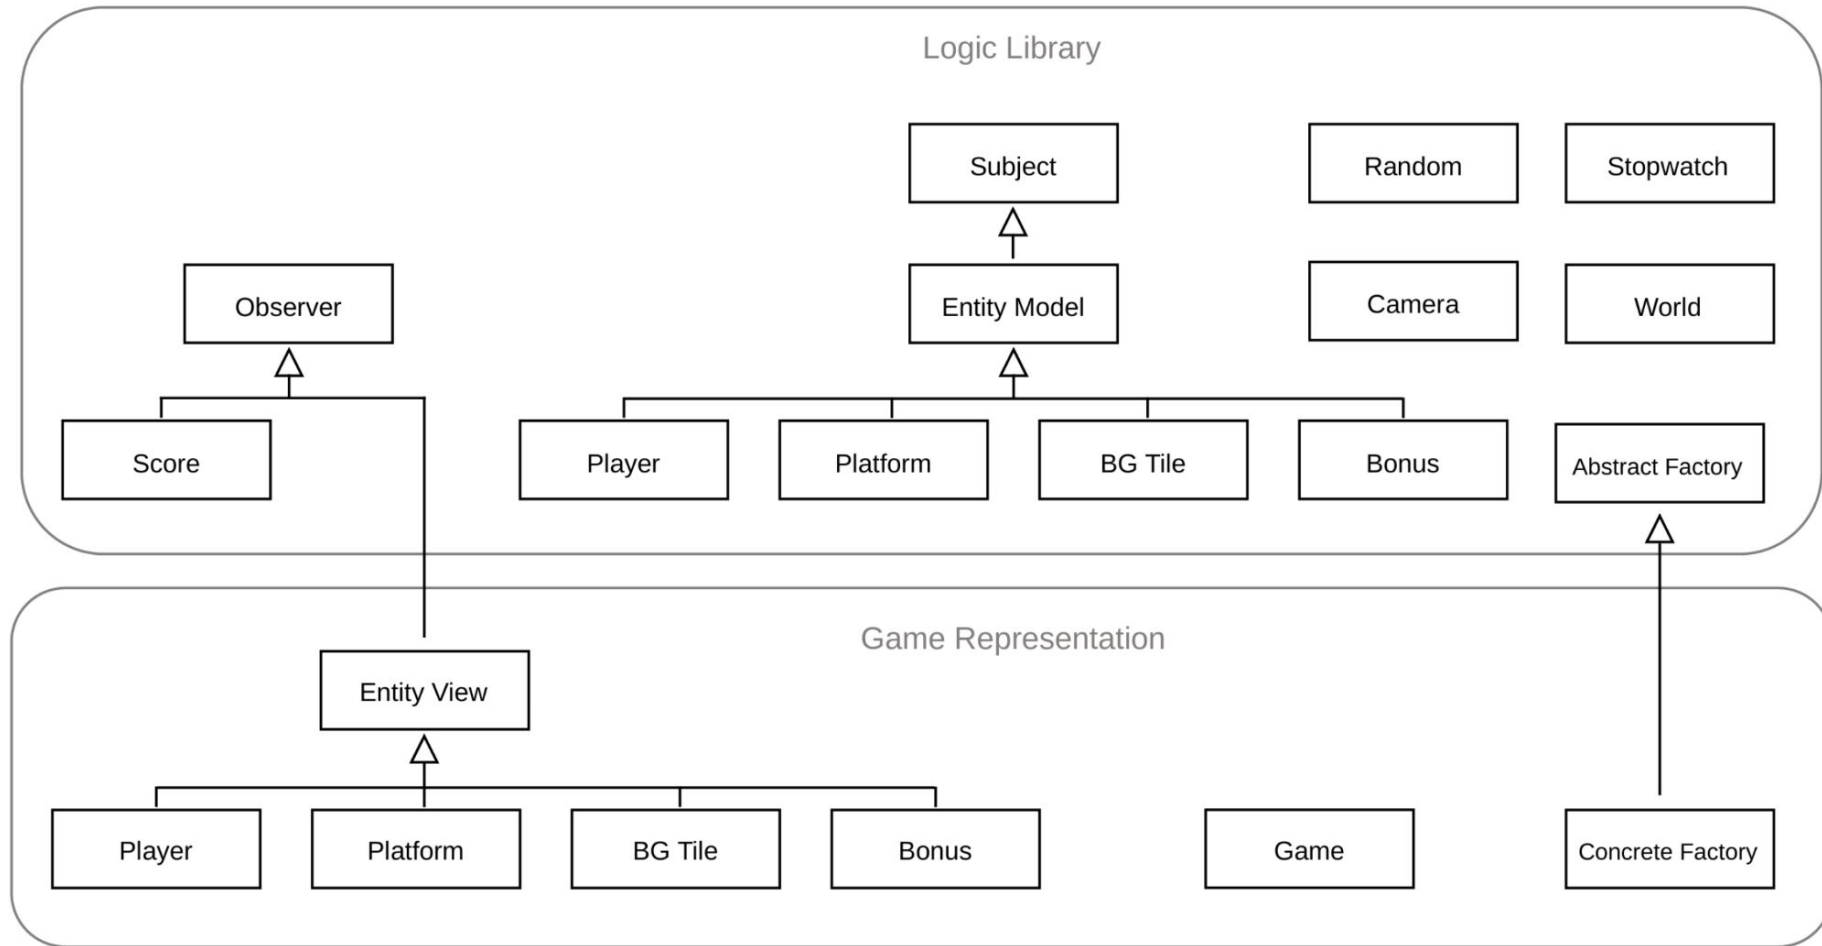 Logic Library
Subject
Random
Stopwatch
Observer
Entity Model
Camera
World
Score
Player
Platform
BG Tile
Bonus
Abstract Factory
Game Representation
Entity View
Player
Platform
BG Tile
Bonus
Game
Concrete Factory